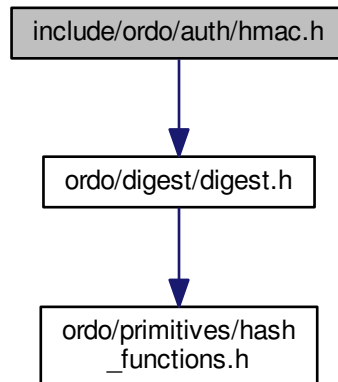 include/ordo/auth/hmac.h
ordo/digest/digest.h
ordo/primitives/hash
_functions.h